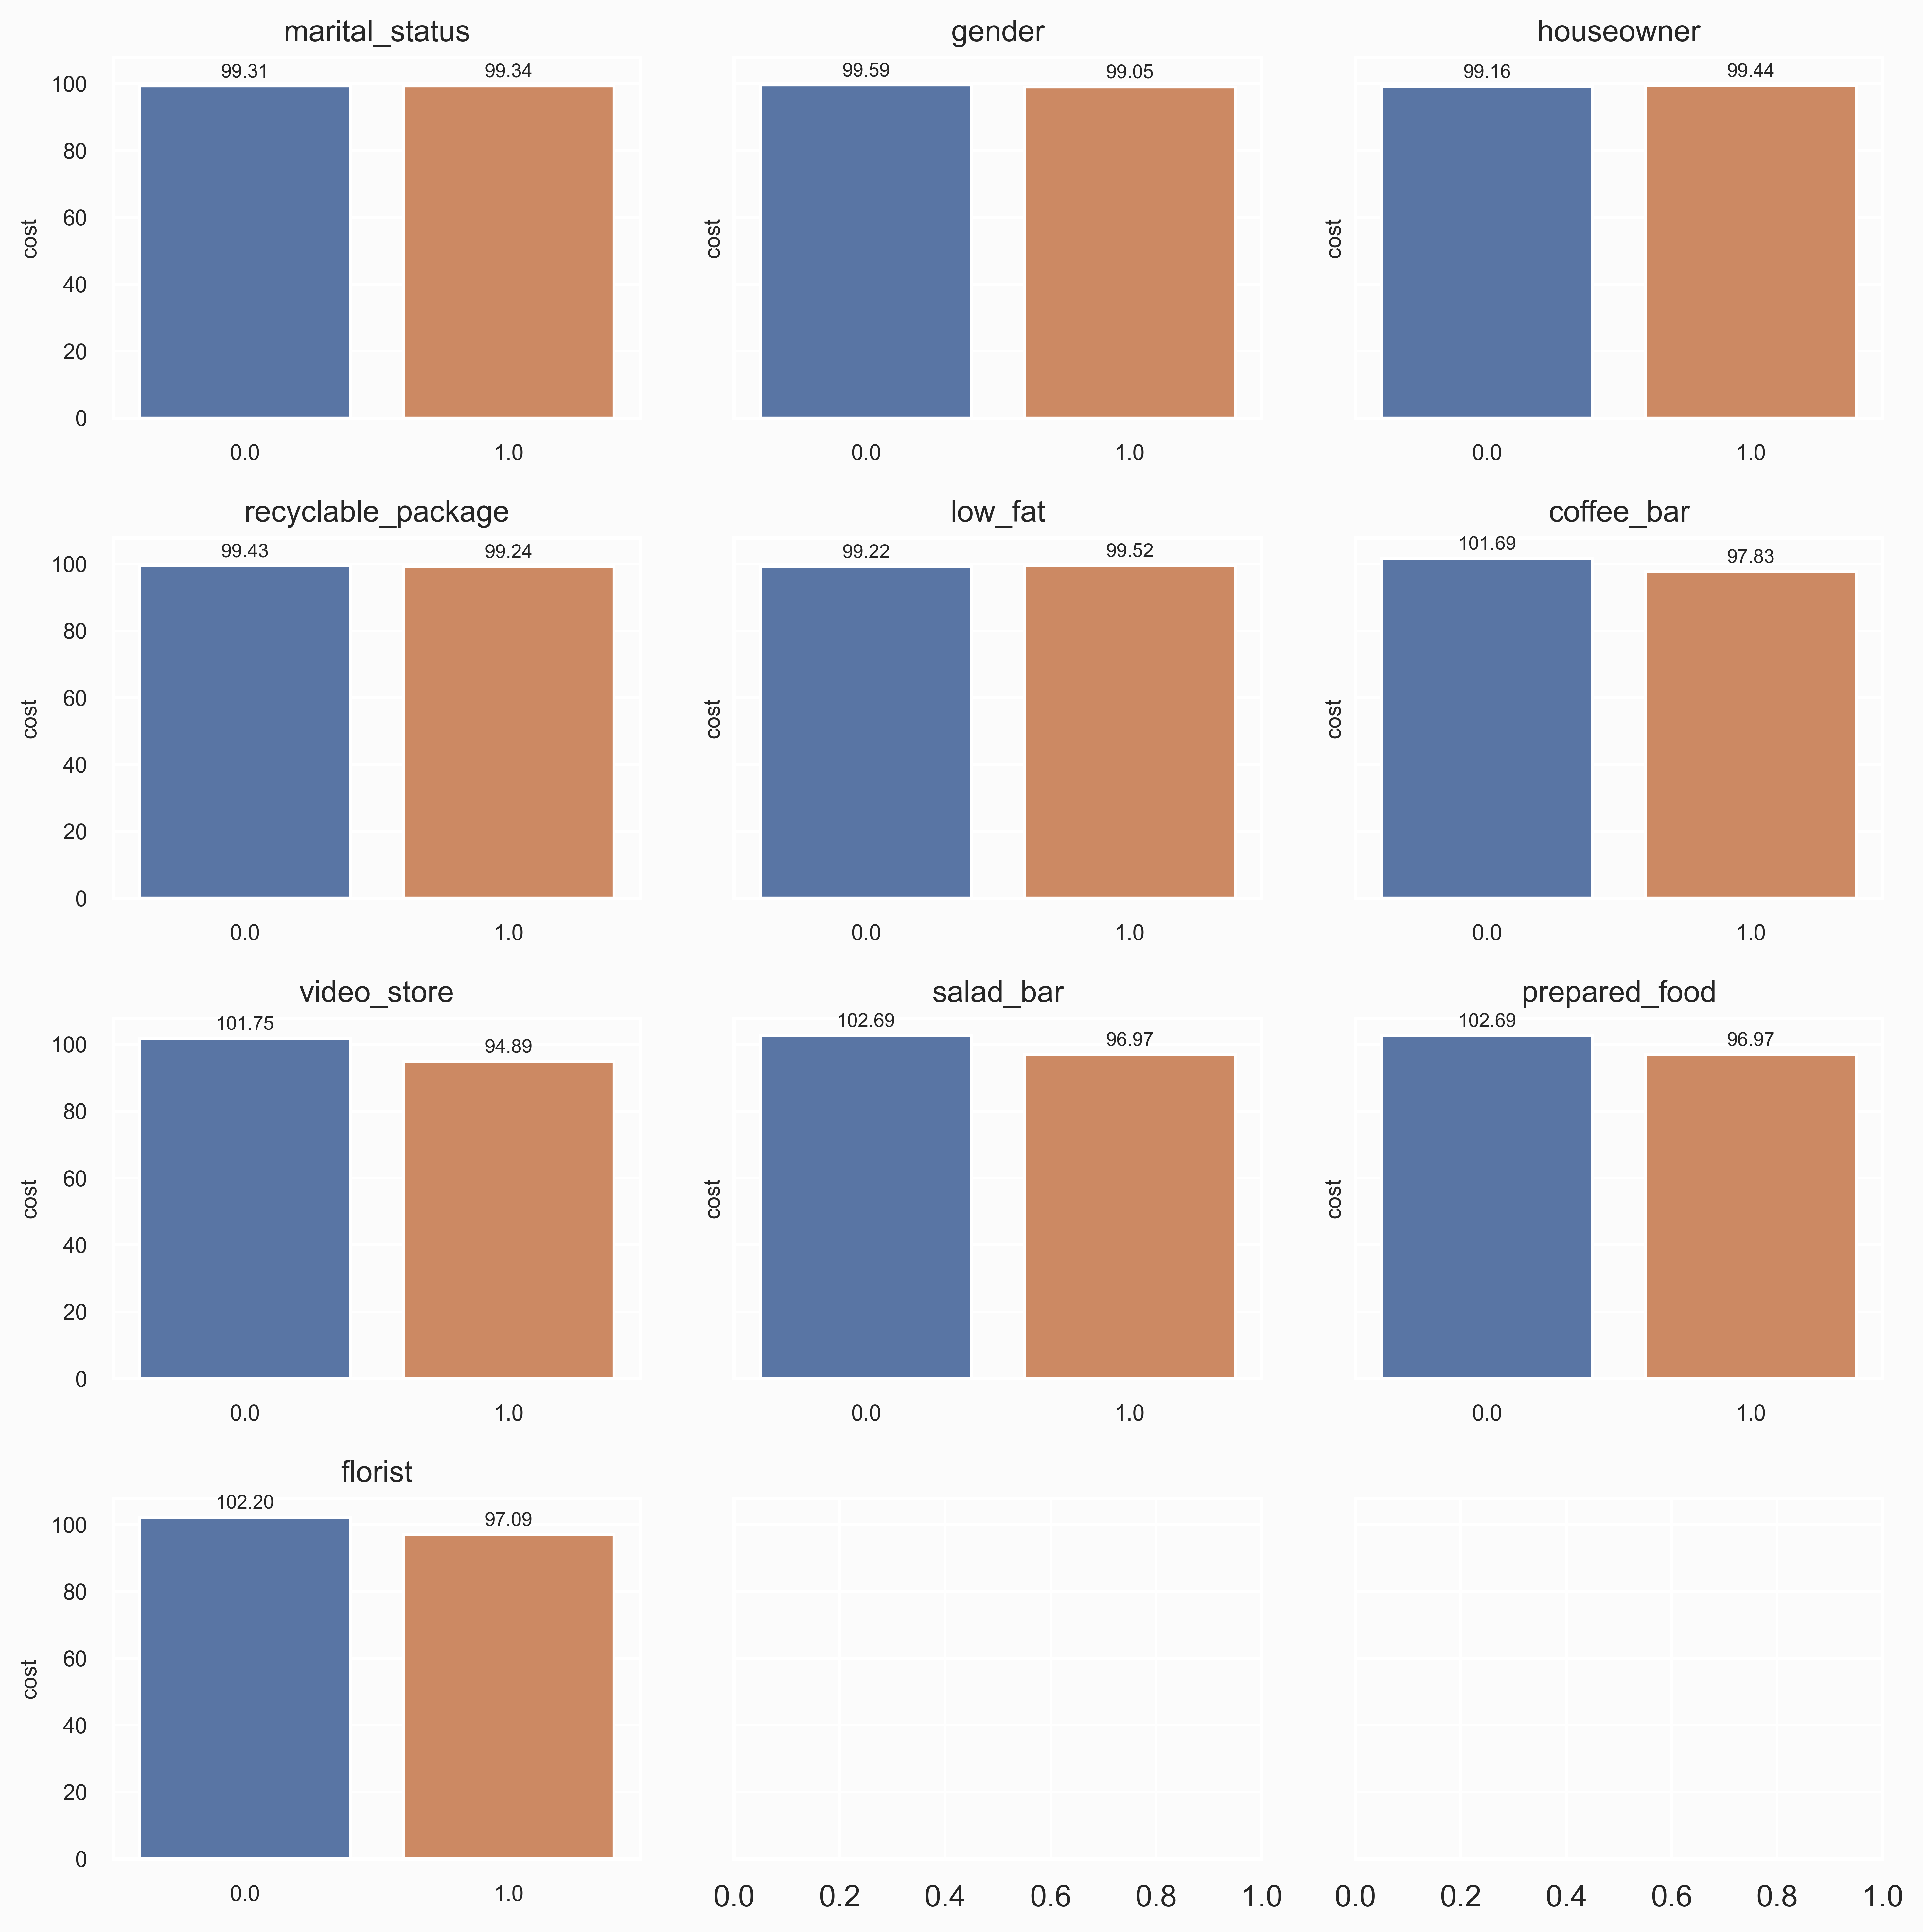 marital_status
gender
houseowner
99.31
99.34
99.59
99.05
99.16
99.44
100
80
60
40
20
0
cost
cost
cost
0.0
1.0
0.0
1.0
0.0
1.0
recyclable_package
low_fat
coffee_bar
99.43
99.24
99.22
99.52
101.69
97.83
100
80
60
40
20
0
cost
cost
cost
0.0
1.0
0.0
1.0
0.0
1.0
video_store
salad_bar
prepared_food
101.75
94.89
102.69
96.97
102.69
96.97
100
80
60
40
20
0
cost
cost
cost
0.0
1.0
0.0
1.0
0.0
1.0
florist
102.20
97.09
100
80
60
40
20
0
cost
0.0
1.0
0.0 0.2 0.4 0.6 0.8 1.0
0.0 0.2 0.4 0.6 0.8 1.0